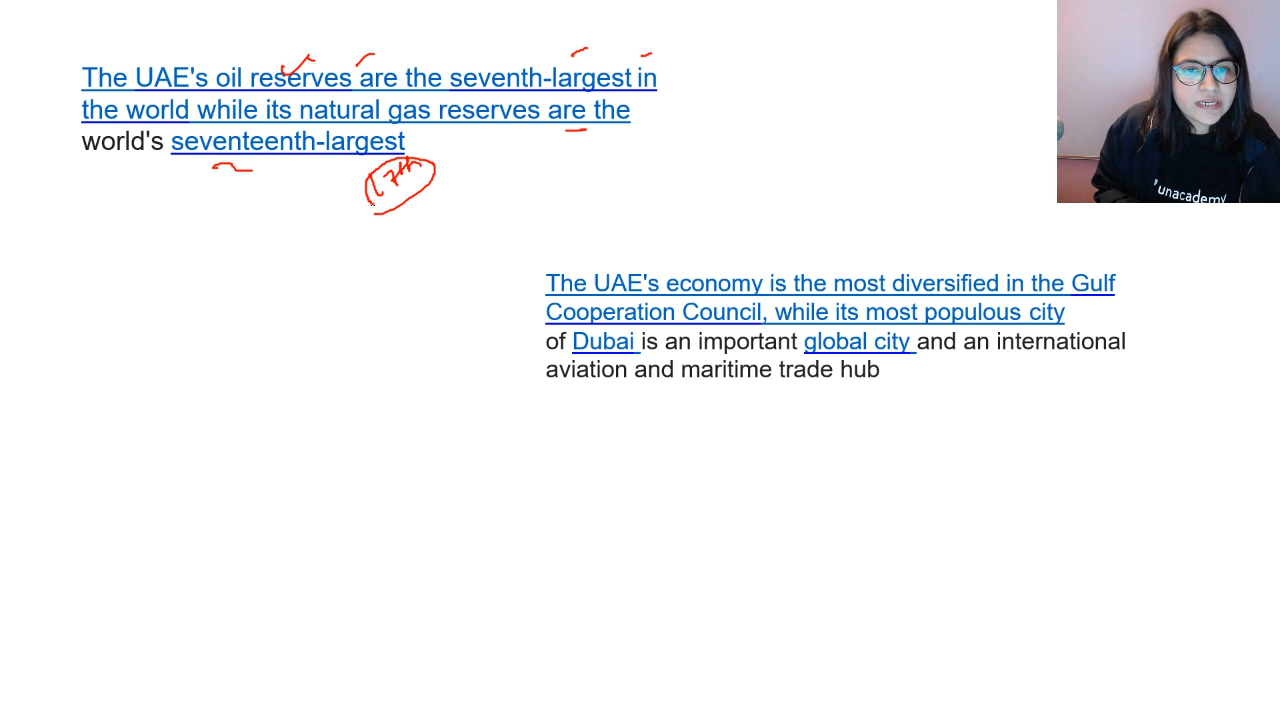 The UAE's oil reserves are the seventh-largest in
the world while its natural gas reserves are the
world's seventeenth-largest
17th
The UAE's economy is the most diversified in the Gulf
Cooperation Council, while its most populous city
of Dubai is an important global city and an international
aviation and maritime trade hub
unacademy